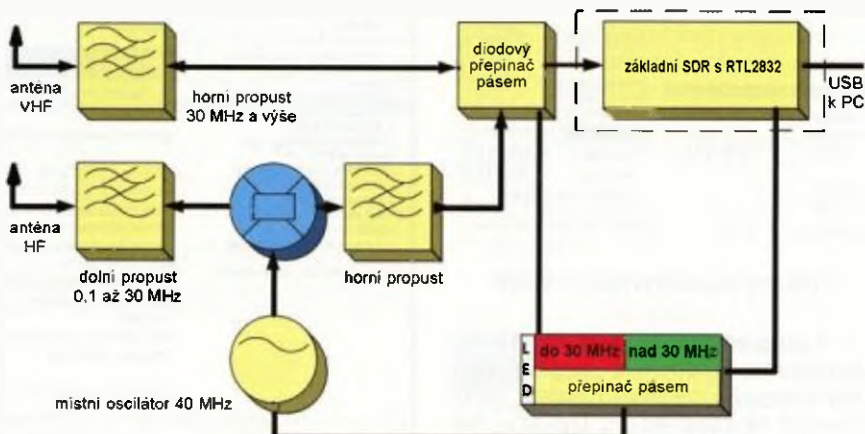 anténa
VHF
horní propust
30 MHz a výše
diodový
přepínač
pásem
základní SDR s RTL2832
USB
k PC
anténa
HF
dolní propust
0,1 až 30 MHz
horní propust
místní oscilátor 40 MHz
LED
do 30 MHz
nad 30 MHz
přepínač pásem